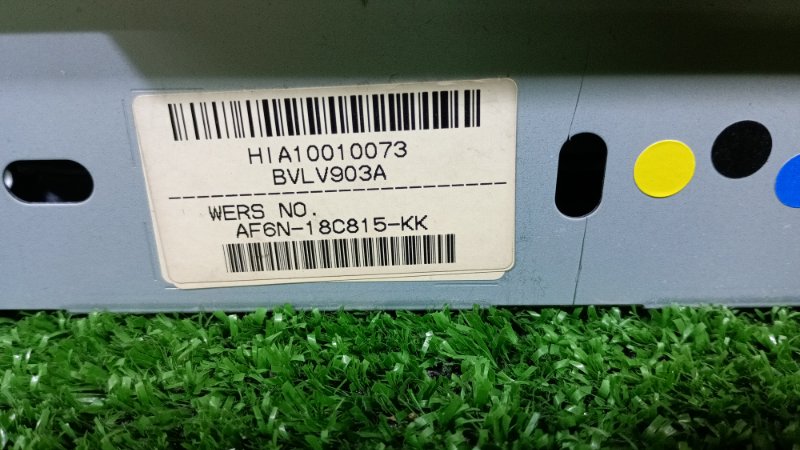 HIA10010073
BVLV903A
WERS NO.
AF6N-18C815-KK